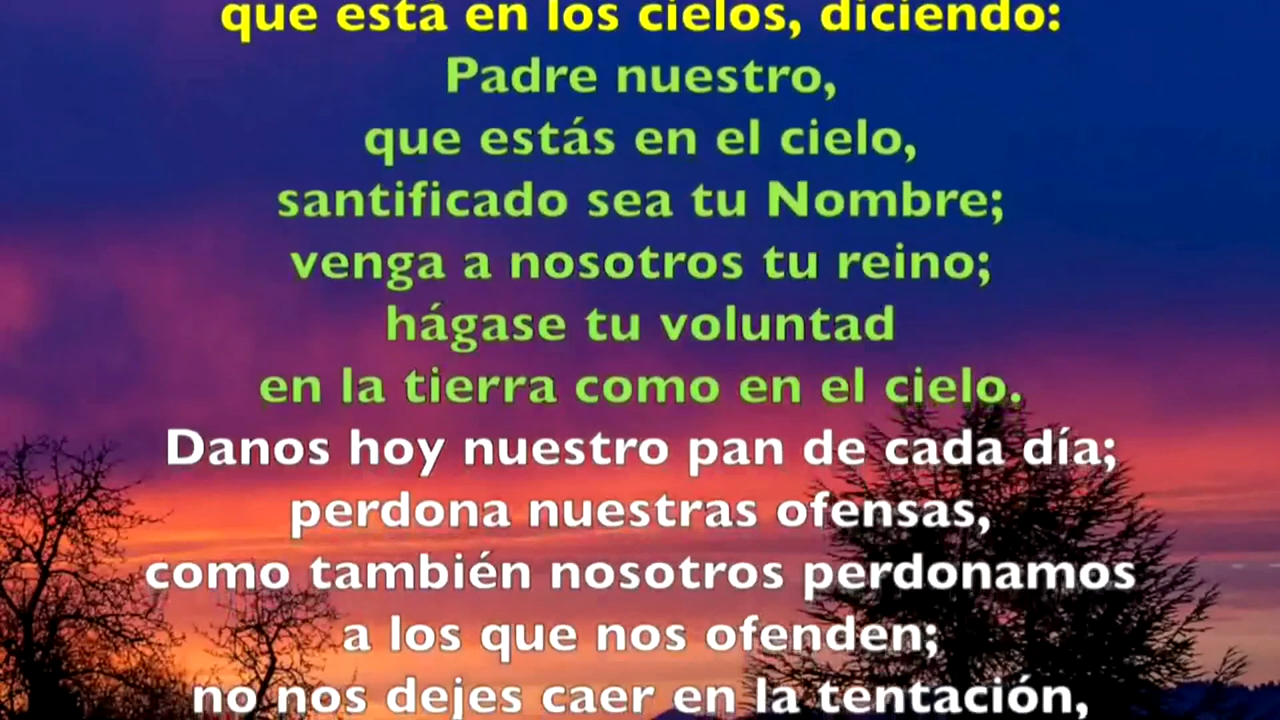 que está en los cielos, diciendo:
Padre nuestro,
que estás en el cielo,
santificado sea tu Nombre;
venga a nosotros tu reino;
hágase tu voluntad
en la tierra como en el cielo.
Danos hoy nuestro pan de cada día;
perdona nuestras ofensas,
como también nosotros perdonamos
a los que nos ofenden;
no nos dejes caer en la tentación,